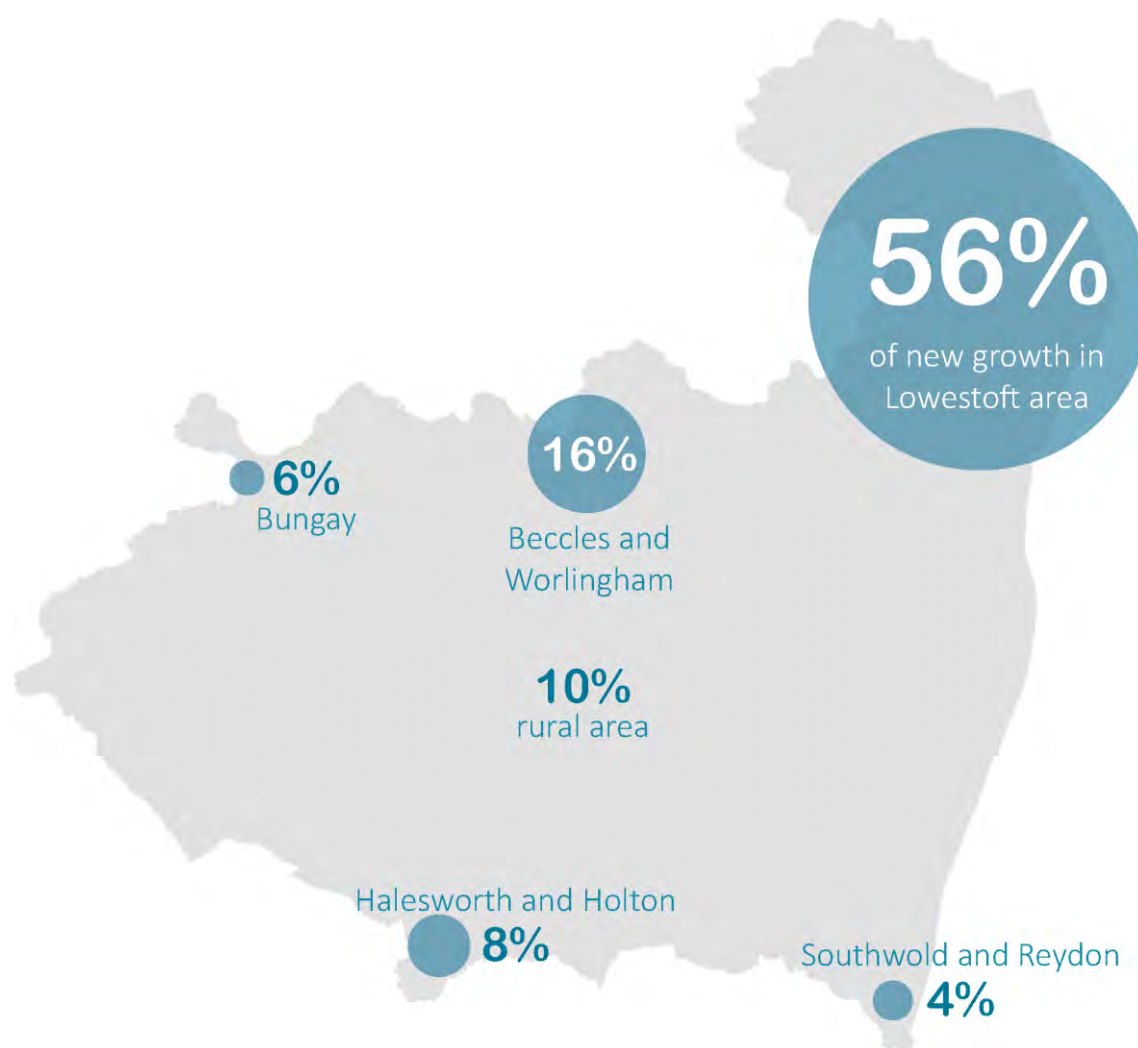 56%
of new growth in
Lowestoft area
16%
Beccles and
Worlingham
6%
Bungay
10%
rural area
Halesworth and Holton
8%
Southwold and Reydon
4%